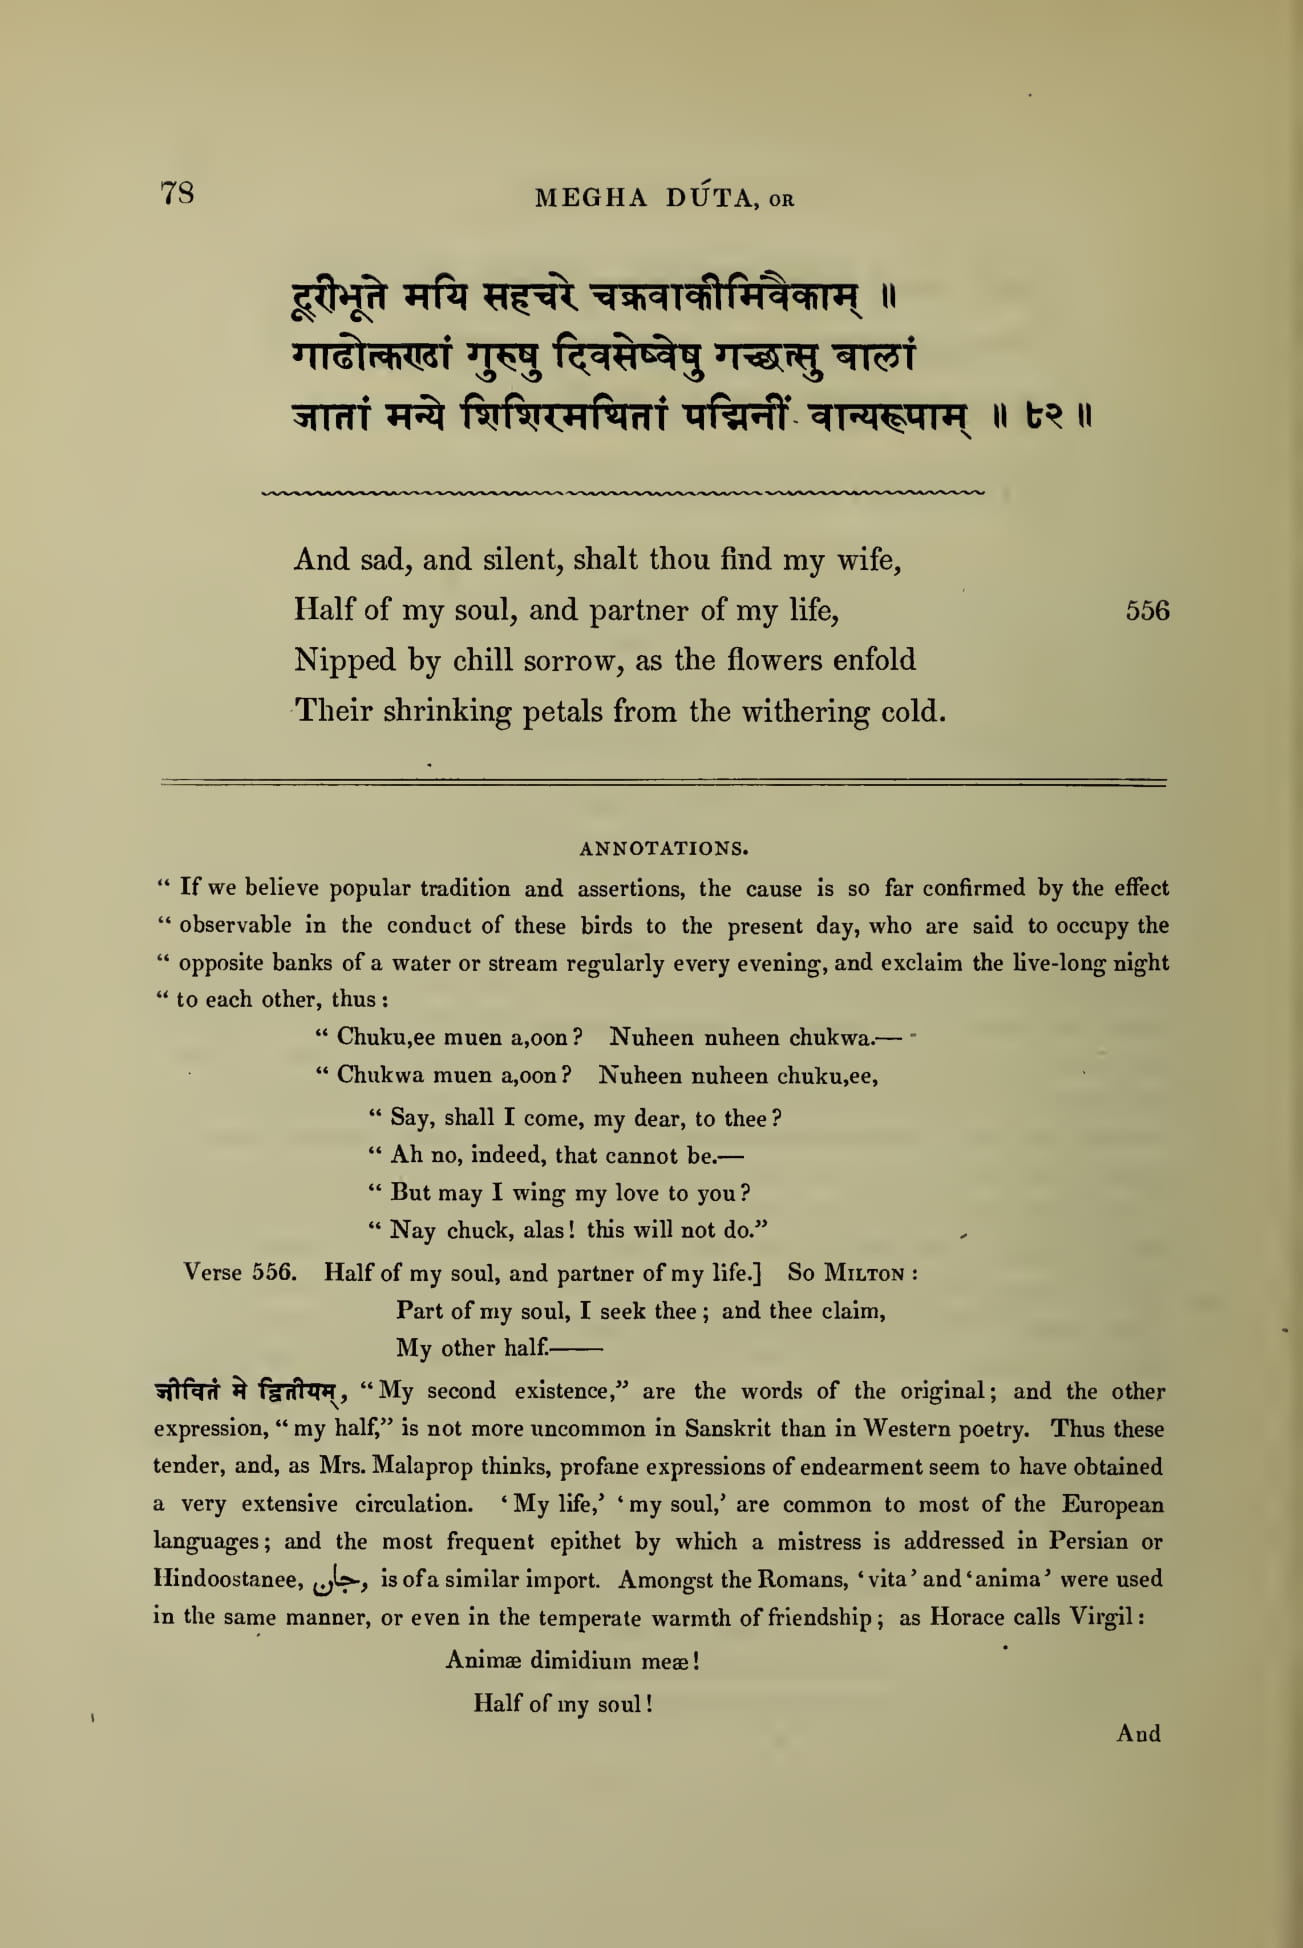 78
MEGHA DÚTA, OR
दूरीभूते मयि सहचरे चक्रवाकीमिवैकाम् ॥
गाढोत्कण्ठां गुरुषु दिवसेष्वेषु गच्छत्सु बालां
जातां मन्ये शिशिरमथितां पद्मिनीं वान्यरूपाम् ॥ ८२ ॥
And sad, and silent, shalt thou find my wife,
Half of my soul, and partner of my life, 556
Nipped by chill sorrow, as the flowers enfold
Their shrinking petals from the withering cold.
ANNOTATIONS.
“ If we believe popular tradition and assertions, the cause is so far confirmed by the effect
“ observable in the conduct of these birds to the present day, who are said to occupy the
“ opposite banks of a water or stream regularly every evening, and exclaim the live-long night
“ to each other, thus :
“ Chuku,ee muen a,oon ? Nuheen nuheen chukwa.—
“ Chukwa muen a,oon ? Nuheen nuheen chuku,ee,
“ Say, shall I come, my dear, to thee ?
“ Ah no, indeed, that cannot be.—
“ But may I wing my love to you ?
“ Nay chuck, alas ! this will not do.”
Verse 556. Half of my soul, and partner of my life.] So MILTON :
Part of my soul, I seek thee ; and thee claim,
My other half.——
जीवितं मे द्वितीयम्, “ My second existence,” are the words of the original ; and the other
expression, “ my half,” is not more uncommon in Sanskrit than in Western poetry. Thus these
tender, and, as Mrs. Malaprop thinks, profane expressions of endearment seem to have obtained
a very extensive circulation. ‘ My life,’ ‘ my soul,’ are common to most of the European
languages ; and the most frequent epithet by which a mistress is addressed in Persian or
Hindoostanee, جان, is of a similar import. Amongst the Romans, ‘ vita ’ and ‘ anima ’ were used
in the same manner, or even in the temperate warmth of friendship ; as Horace calls Virgil :
Animæ dimidium meæ !
Half of my soul !
And